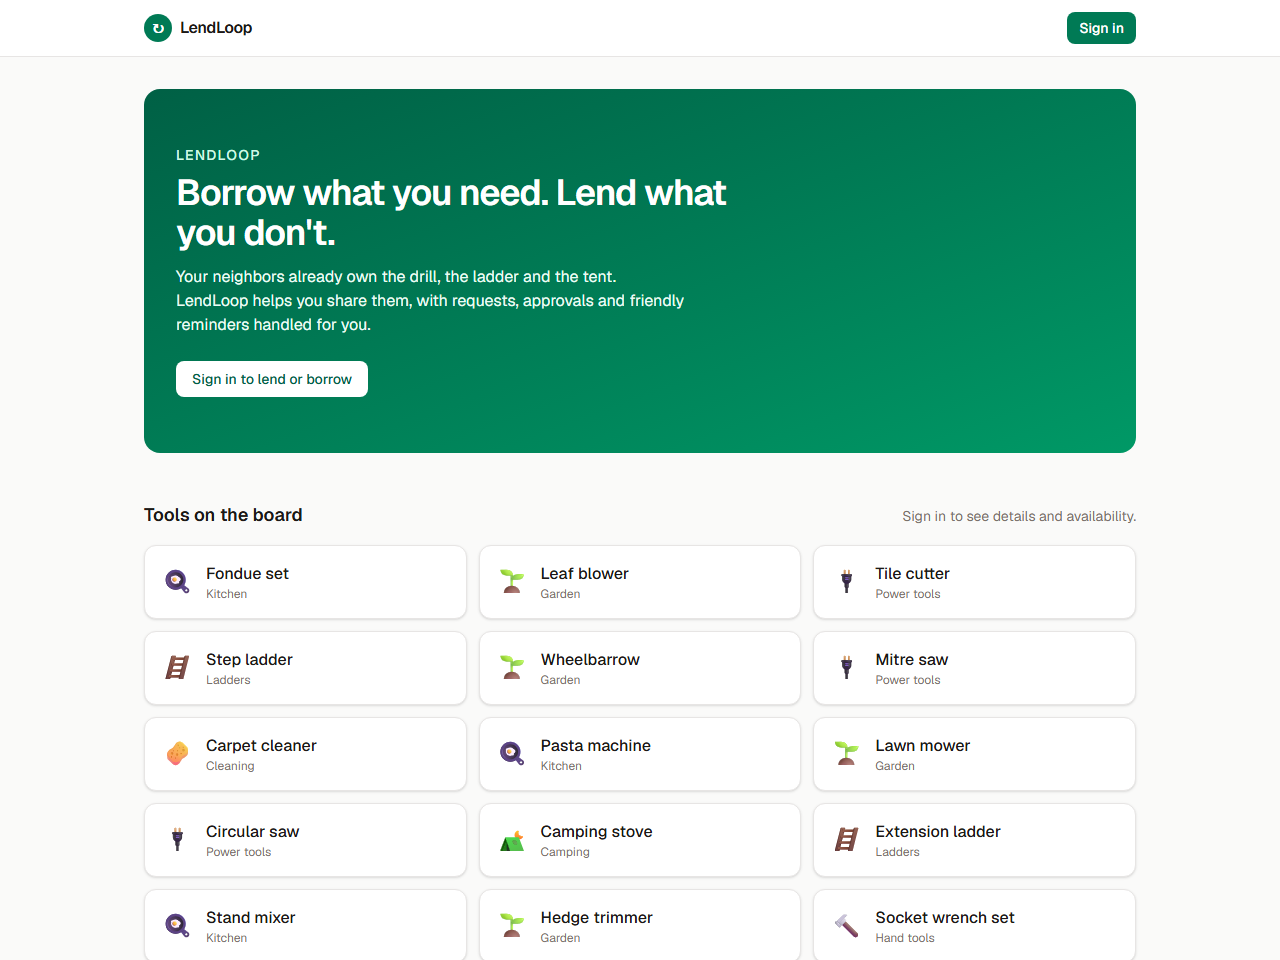 LendLoop
Sign in
LENDLOOP
Borrow what you need. Lend what
you don't.
Your neighbors already own the drill, the ladder and the tent.
LendLoop helps you share them, with requests, approvals and friendly
reminders handled for you.
Sign in to lend or borrow
Tools on the board
Sign in to see details and availability.
Fondue set
Kitchen
Leaf blower
Garden
Tile cutter
Power tools
Step ladder
Ladders
Wheelbarrow
Garden
Mitre saw
Power tools
Carpet cleaner
Cleaning
Pasta machine
Kitchen
Lawn mower
Garden
Circular saw
Power tools
Camping stove
Camping
Extension ladder
Ladders
Stand mixer
Kitchen
Hedge trimmer
Garden
Socket wrench set
Hand tools